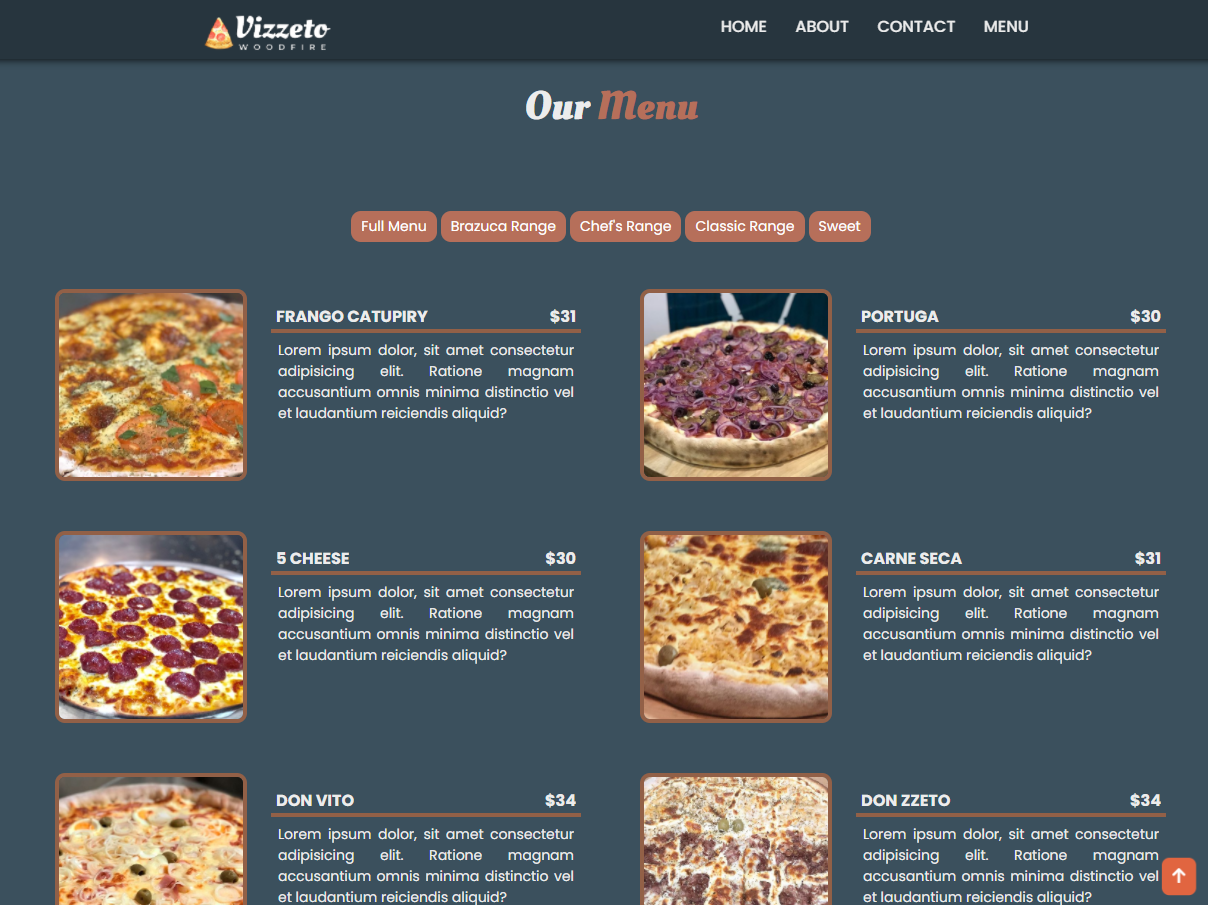 Vizzeto
WOODFIRE
HOME ABOUT CONTACT MENU
Our Menu
Full Menu Brazuca Range Chef's Range Classic Range Sweet
FRANGO CATUPIRY $31
Lorem ipsum dolor, sit amet consectetur
adipisicing elit. Ratione magnam
accusantium omnis minima distinctio vel
et laudantium reiciendis aliquid?
PORTUGA $30
Lorem ipsum dolor, sit amet consectetur
adipisicing elit. Ratione magnam
accusantium omnis minima distinctio vel
et laudantium reiciendis aliquid?
5 CHEESE $30
Lorem ipsum dolor, sit amet consectetur
adipisicing elit. Ratione magnam
accusantium omnis minima distinctio vel
et laudantium reiciendis aliquid?
CARNE SECA $31
Lorem ipsum dolor, sit amet consectetur
adipisicing elit. Ratione magnam
accusantium omnis minima distinctio vel
et laudantium reiciendis aliquid?
DON VITO $34
Lorem ipsum dolor, sit amet consectetur
adipisicing elit. Ratione magnam
accusantium omnis minima distinctio vel
et laudantium reiciendis aliquid?
DON ZZETO $34
Lorem ipsum dolor, sit amet consectetur
adipisicing elit. Ratione magnam
accusantium omnis minima distinctio vel
et laudantium reiciendis aliquid?